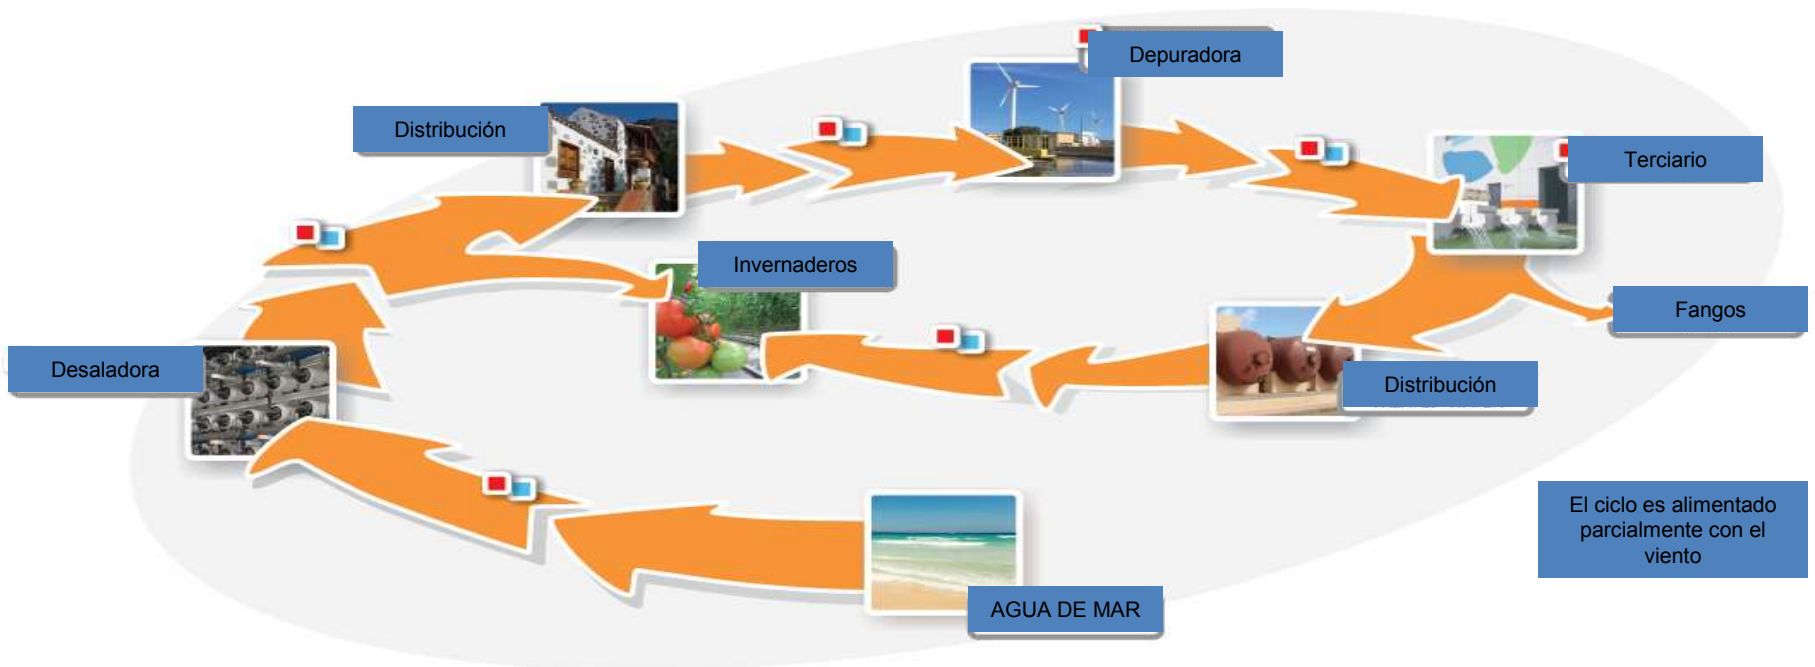 Depuradora
Distribución
Terciario
Invernaderos
Fangos
Desaladora
Distribución
El ciclo es alimentado
parcialmente con el
viento
AGUA DE MAR